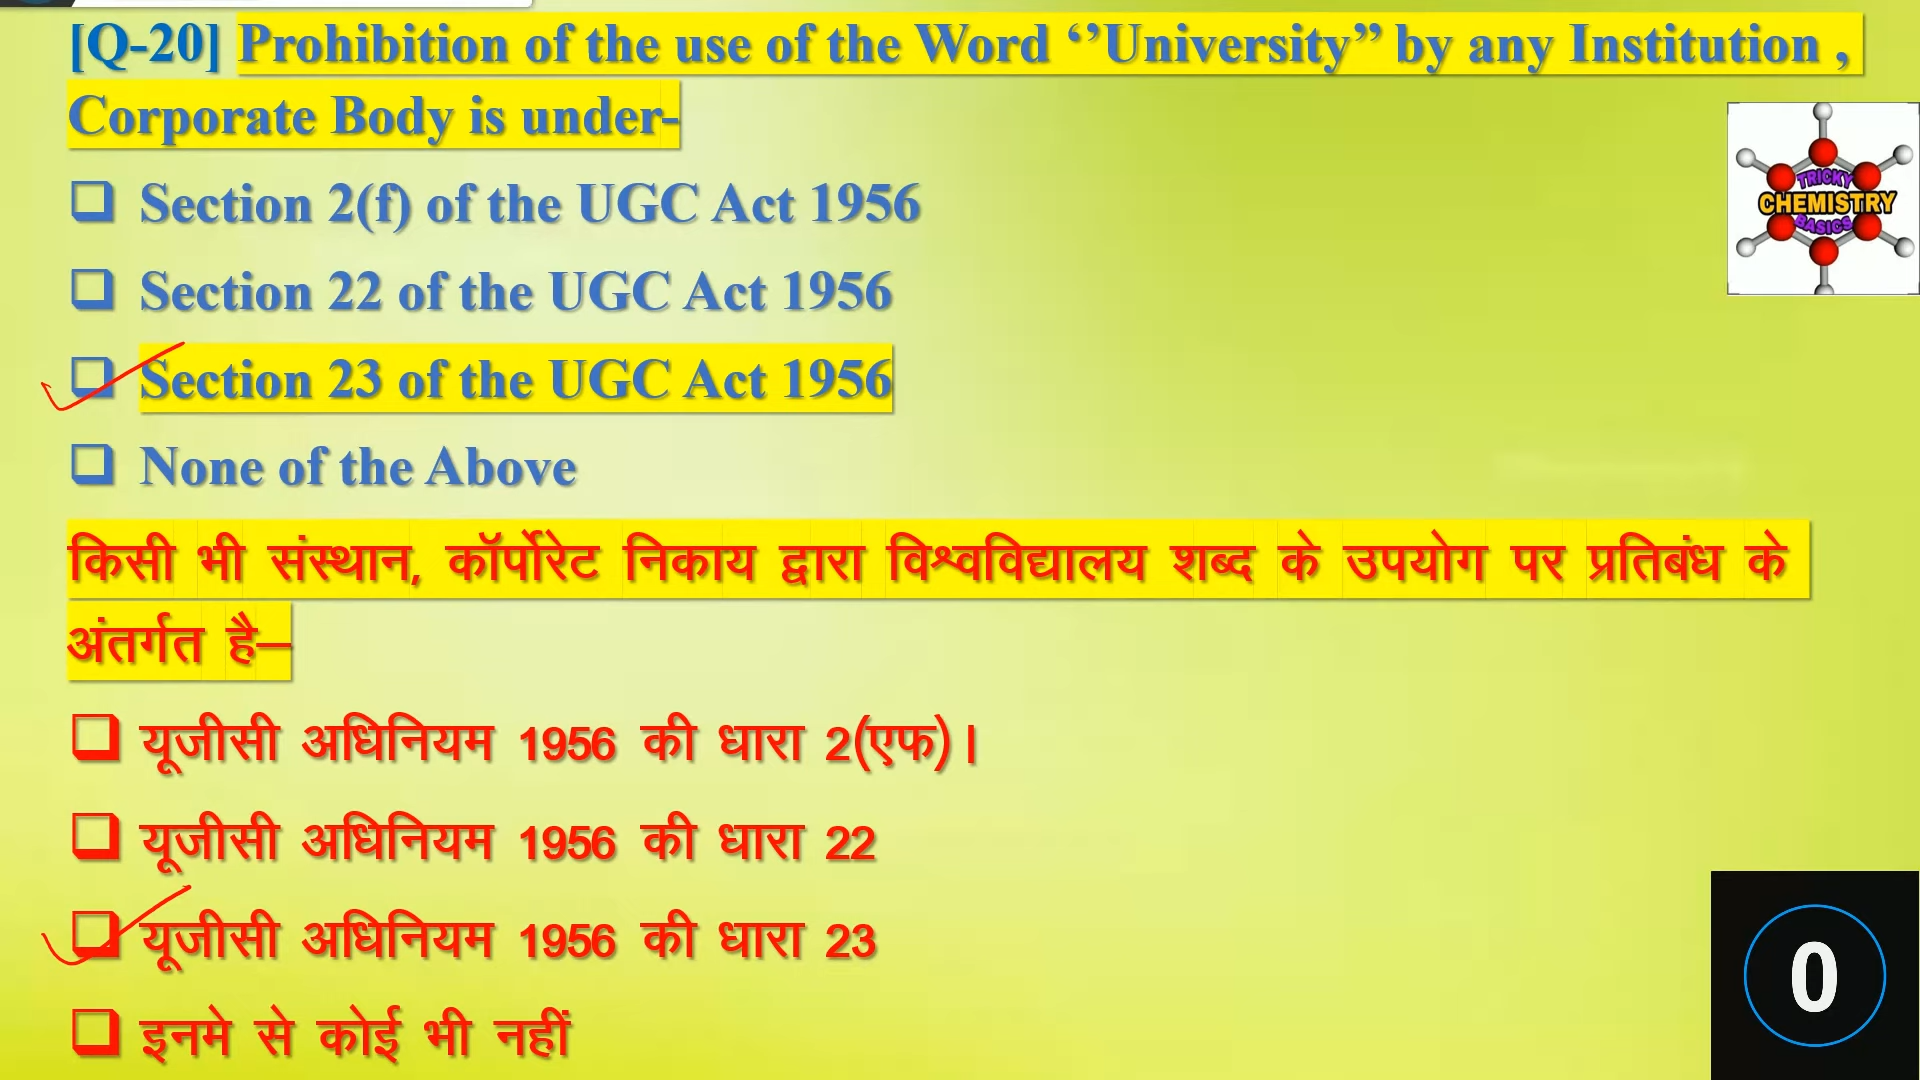 [Q-20] Prohibition of the use of the Word ‘’University’’ by any Institution ,
Corporate Body is under-
❑ Section 2(f) of the UGC Act 1956
❑ Section 22 of the UGC Act 1956
❑ Section 23 of the UGC Act 1956
❑ None of the Above
TRICKY
CHEMISTRY
BASICS
किसी भी संस्थान, कॉर्पोरेट निकाय द्वारा विश्वविद्यालय शब्द के उपयोग पर प्रतिबंध के
अंतर्गत है–
❑ यूजीसी अधिनियम 1956 की धारा 2(एफ)।
❑ यूजीसी अधिनियम 1956 की धारा 22
❑ यूजीसी अधिनियम 1956 की धारा 23
❑ इनमे से कोई भी नहीं
0